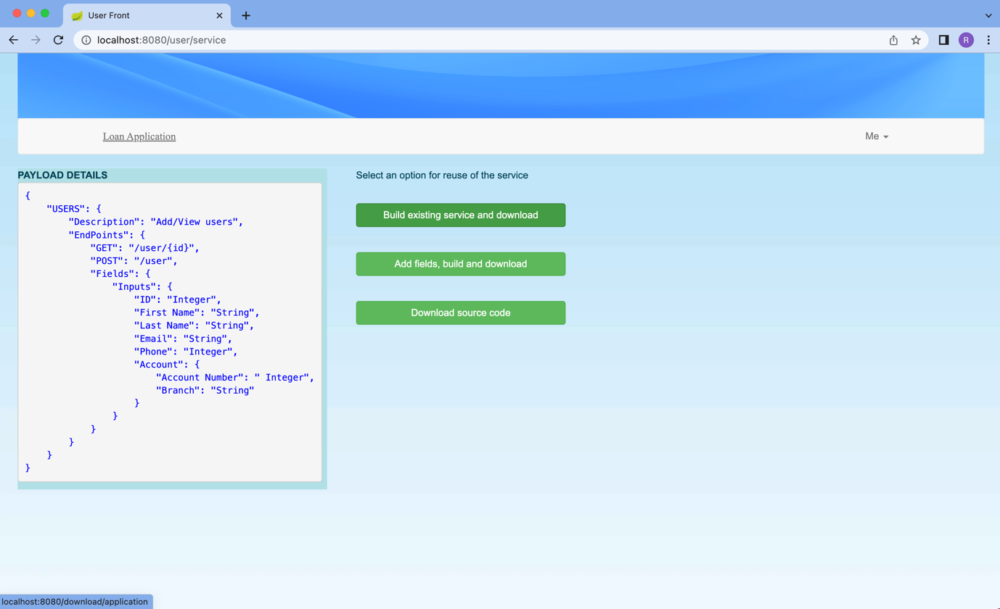 User Front
localhost:8080/user/service
R
Loan Application
Me
PAYLOAD DETAILS
{
    "USERS": {
        "Description": "Add/View users",
        "EndPoints": {
            "GET": "/user/{id}",
            "POST": "/user",
            "Fields": {
                "Inputs": {
                    "ID": "Integer",
                    "First Name": "String",
                    "Last Name": "String",
                    "Email": "String",
                    "Phone": "Integer",
                    "Account": {
                        "Account Number": " Integer",
                        "Branch": "String"
                    }
                }
            }
        }
    }
}
Select an option for reuse of the service
Build existing service and download
Add fields, build and download
Download source code
localhost:8080/download/application